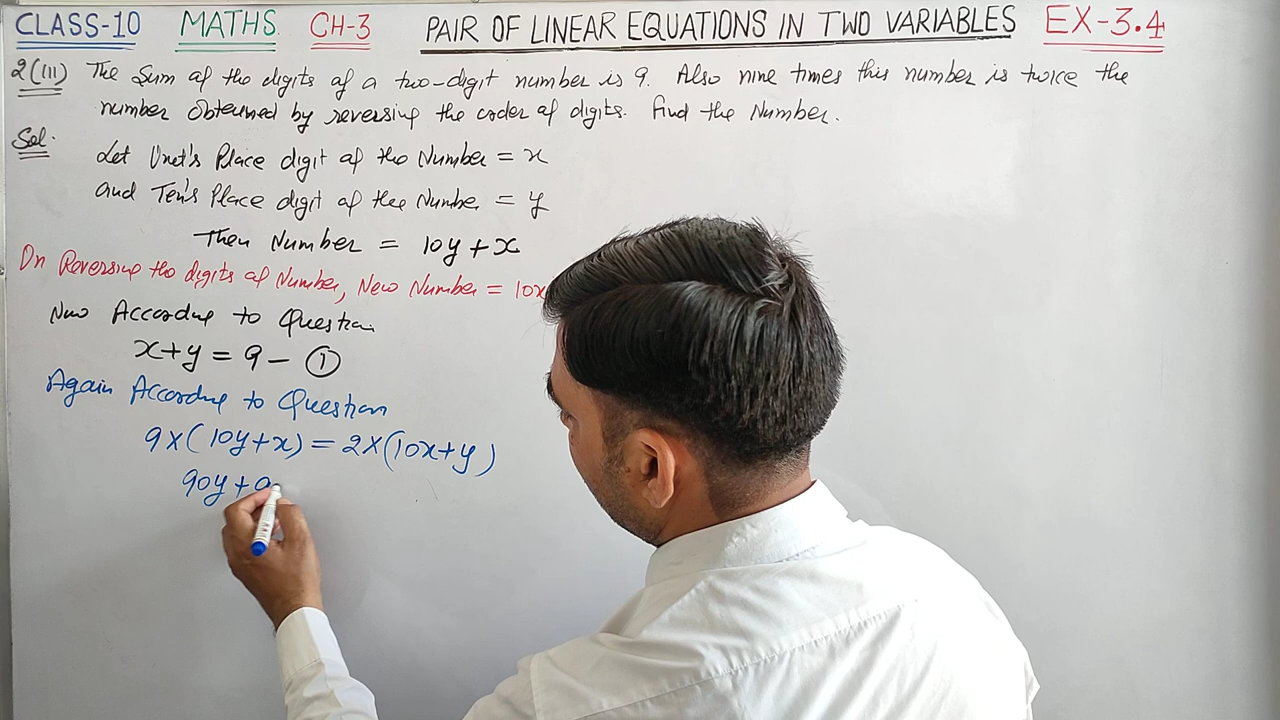 CLASS-10 MATHS CH-3 PAIR OF LINEAR EQUATIONS IN TWO VARIABLES EX-3.4
2(III) The Sum of the digits of a two-digit number is 9. Also nine times this number is twice the
number obtained by reversing the order of digits. Find the Number.
Sol.
Let Unit's Place digit of the Number = x
and Ten's Place digit of the Number = y
Then Number = 10y + x
On Reversing the digits of Number, New Number = 10x
Now According to Question
x+y = 9 - ①
Again According to Question
9×(10y+x) = 2×(10x+y)
90y + 9